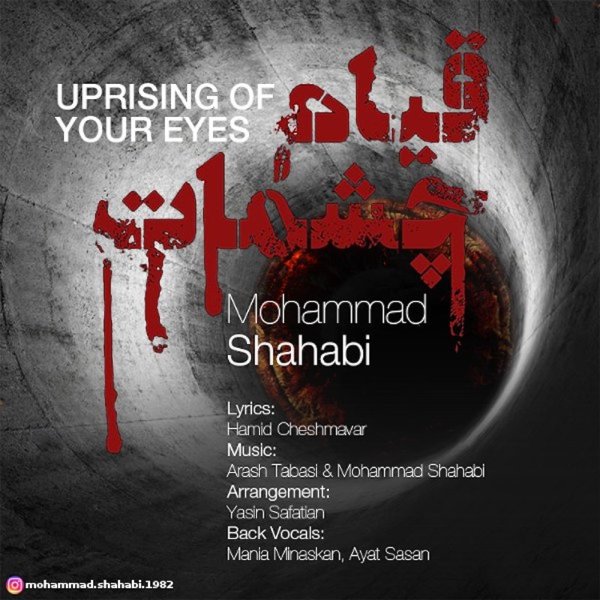 UPRISING OF
YOUR EYES
قیام
چشمات
Mohammad
Shahabi
Lyrics:
Hamid Cheshmavar
Music:
Arash Tabasi & Mohammad Shahabi
Arrangement:
Yasin Safatian
Back Vocals:
Mania Minaskan, Ayat Sasan
mohammad.shahabi.1982